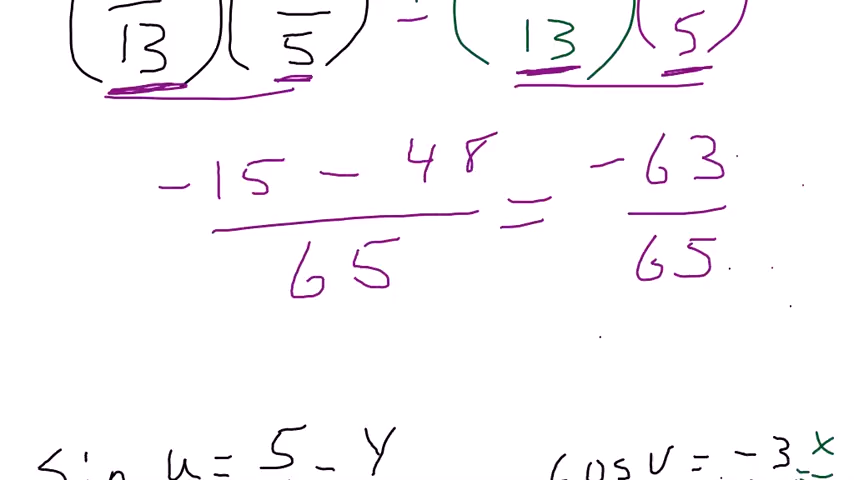 (13)(5) = (13)(5)
-15 - 48 / 65 = -63 / 65
Sin u = 5 - y cos v = -3 x